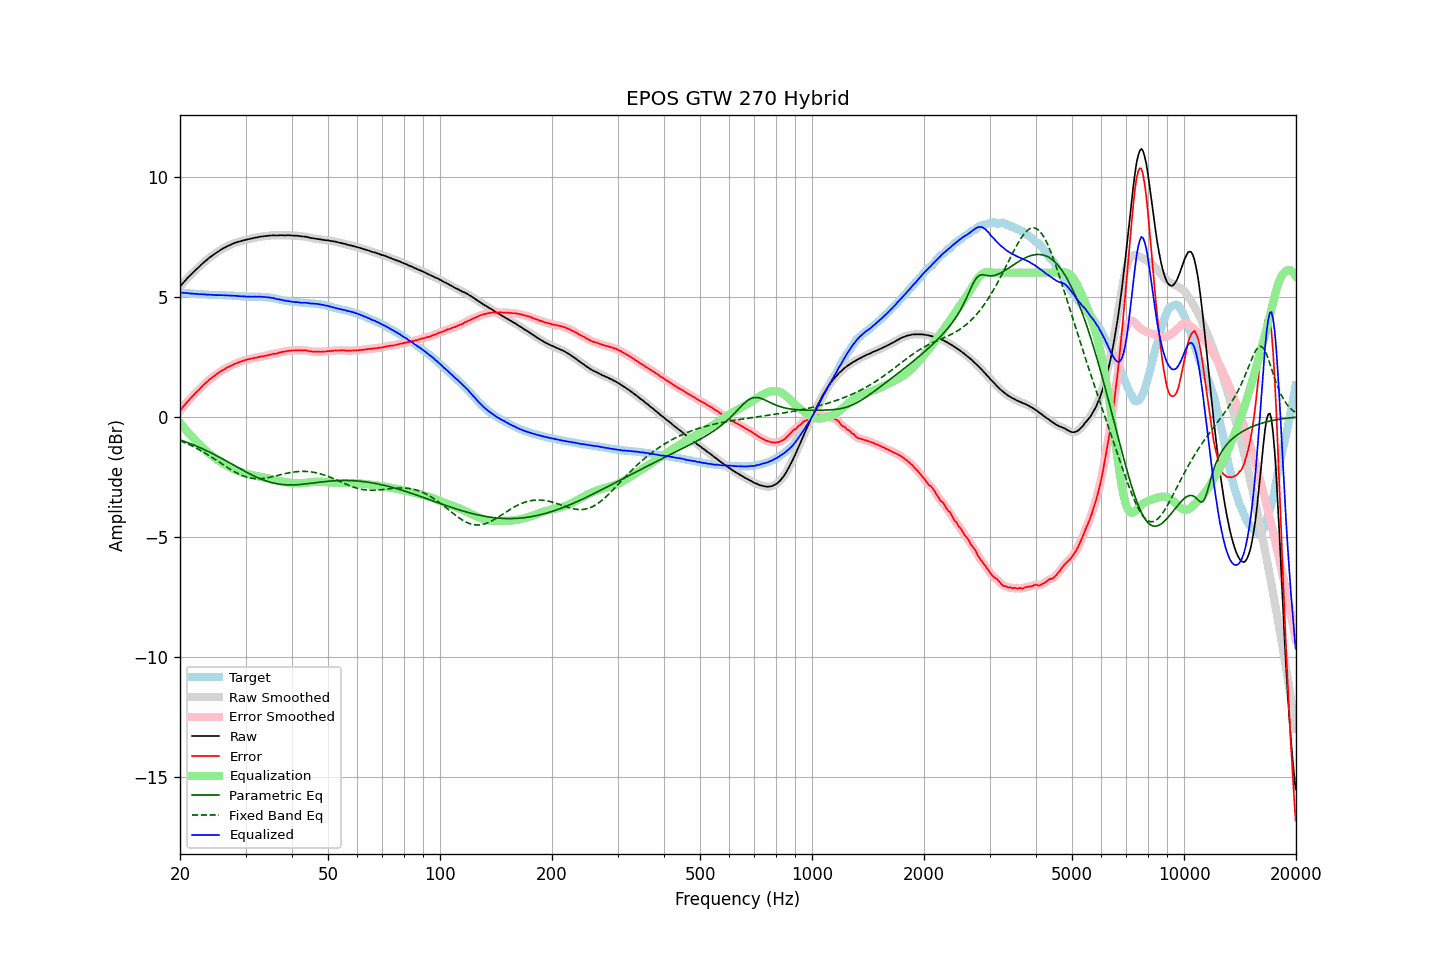 EPOS GTW 270 Hybrid
Amplitude (dBr)
10
5
0
−5
−10
−15
Target
Raw Smoothed
Error Smoothed
Raw
Error
Equalization
Parametric Eq
Fixed Band Eq
Equalized
20
50
100
200
500
1000
2000
5000
10000
20000
Frequency (Hz)